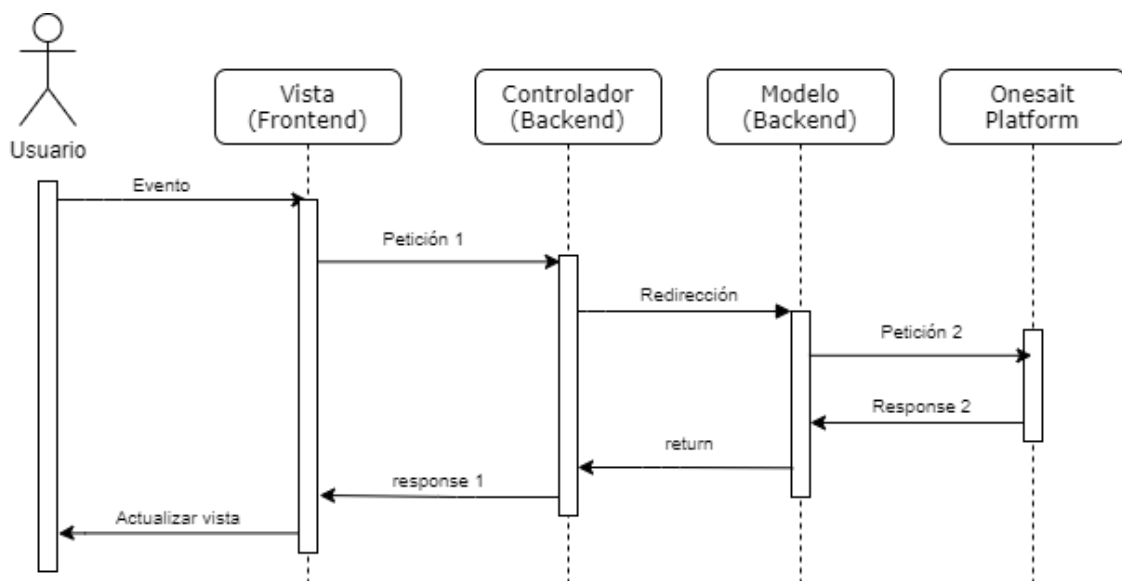 Vista
(Frontend)
Controlador
(Backend)
Modelo
(Backend)
Onesait
Platform
Usuario
Evento
Petición 1
Redirección
Petición 2
Response 2
return
response 1
Actualizar vista